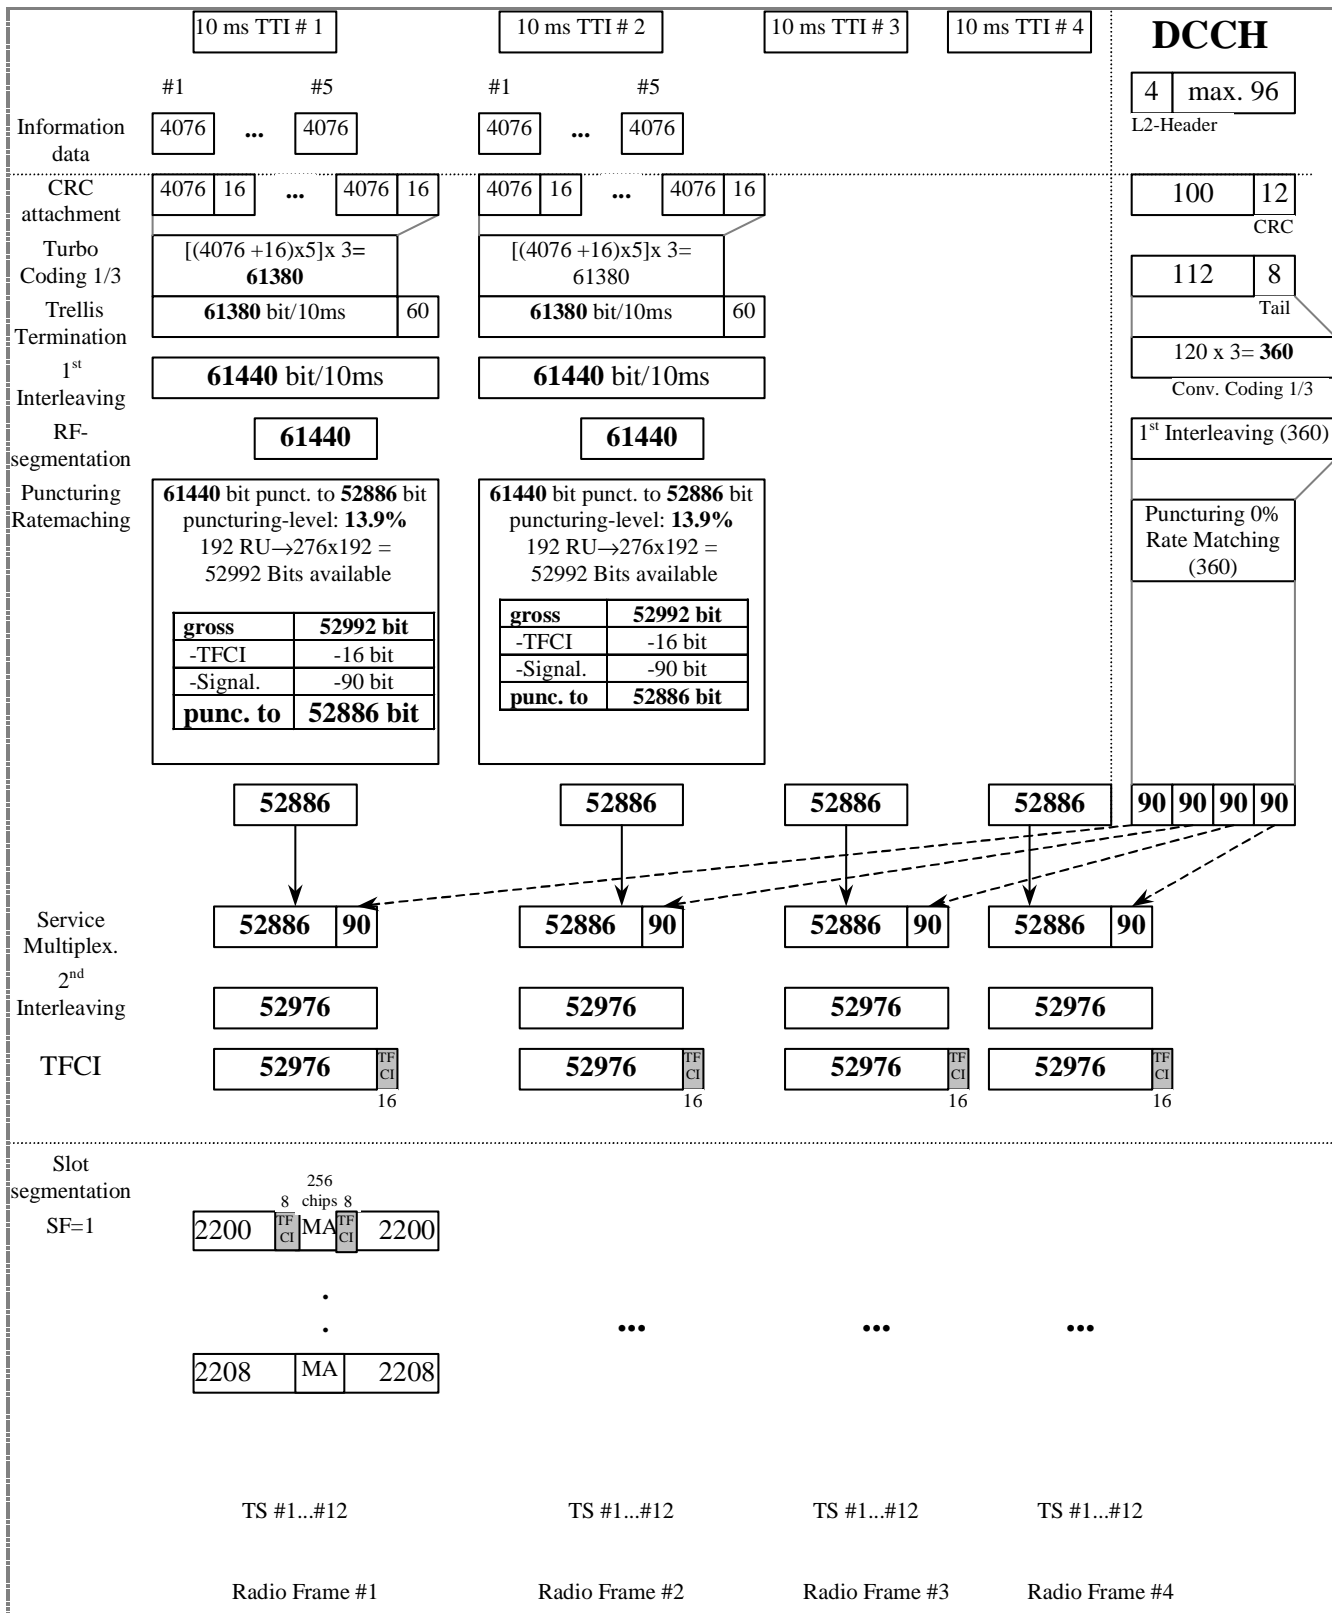 10 ms TTI # 1 10 ms TTI # 2 10 ms TTI # 3 10 ms TTI # 4 DCCH
#1 #5 #1 #5
4 max. 96
L2-Header
Information
data
4076 ... 4076 4076 ... 4076
CRC
attachment
4076 16 ... 4076 16 4076 16 ... 4076 16 100 12
CRC
Turbo
Coding 1/3
[(4076 +16)x5]x 3=
61380
[(4076 +16)x5]x 3=
61380
112 8
Tail
Trellis
Termination
61380 bit/10ms 60 61380 bit/10ms 60
120 x 3= 360
Conv. Coding 1/3
1st
Interleaving
61440 bit/10ms 61440 bit/10ms
RF-
segmentation
61440 61440 1st Interleaving (360)
Puncturing
Ratemaching
61440 bit punct. to 52886 bit
puncturing-level: 13.9%
192 RU→276x192 =
52992 Bits available
gross 52992 bit
-TFCI -16 bit
-Signal. -90 bit
punc. to 52886 bit
61440 bit punct. to 52886 bit
puncturing-level: 13.9%
192 RU→276x192 =
52992 Bits available
gross 52992 bit
-TFCI -16 bit
-Signal. -90 bit
punc. to 52886 bit
Puncturing 0%
Rate Matching
(360)
52886 52886 52886 52886 90 90 90 90
Service
Multiplex.
52886 90 52886 90 52886 90 52886 90
2nd
Interleaving
52976 52976 52976 52976
TFCI
52976 TF CI 52976 TF CI 52976 TF CI 52976 TF CI
16 16 16 16
Slot
segmentation
SF=1
256
8 chips 8
2200 TF CI MA TF CI 2200
.
. ... ... ...
2208 MA 2208
TS #1...#12 TS #1...#12 TS #1...#12 TS #1...#12
Radio Frame #1 Radio Frame #2 Radio Frame #3 Radio Frame #4